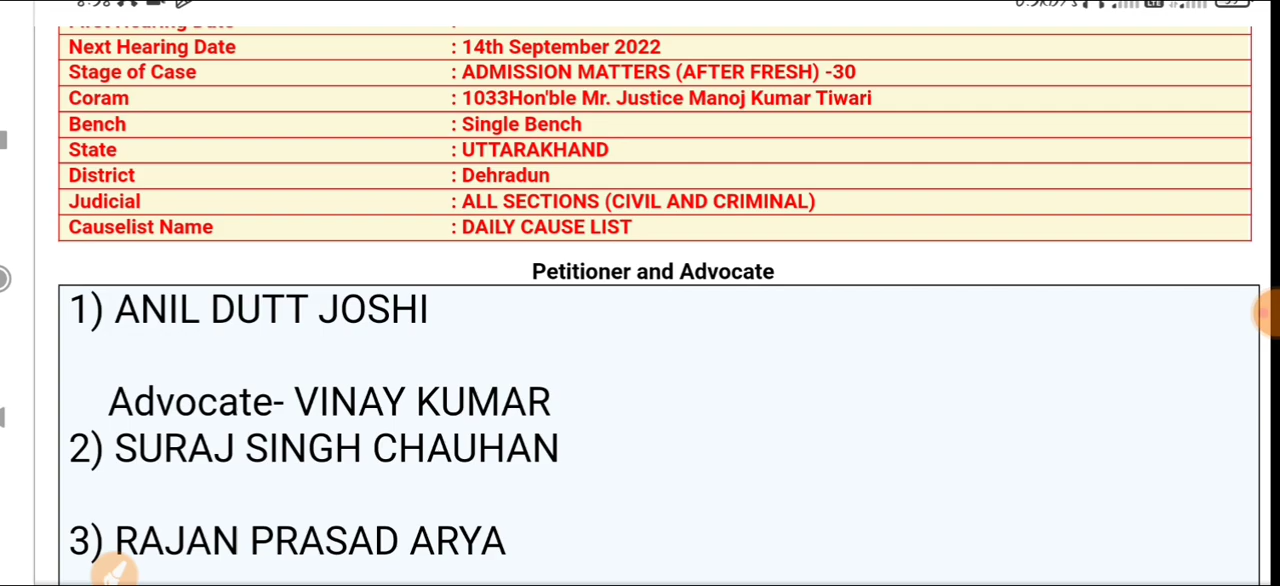 Next Hearing Date : 14th September 2022
Stage of Case : ADMISSION MATTERS (AFTER FRESH) -30
Coram : 1033Hon'ble Mr. Justice Manoj Kumar Tiwari
Bench : Single Bench
State : UTTARAKHAND
District : Dehradun
Judicial : ALL SECTIONS (CIVIL AND CRIMINAL)
Causelist Name : DAILY CAUSE LIST
Petitioner and Advocate
1) ANIL DUTT JOSHI
Advocate- VINAY KUMAR
2) SURAJ SINGH CHAUHAN
3) RAJAN PRASAD ARYA